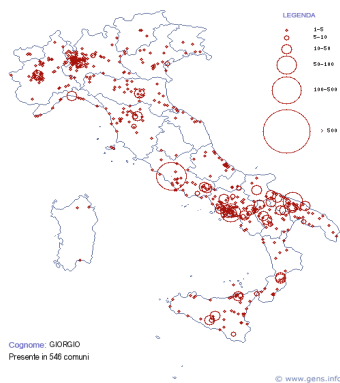 LEGENDA
1-5
5-10
10-50
50-100
100-500
> 500
Cognome: GIORGIO
Presente in 546 comuni
© www.gens.info